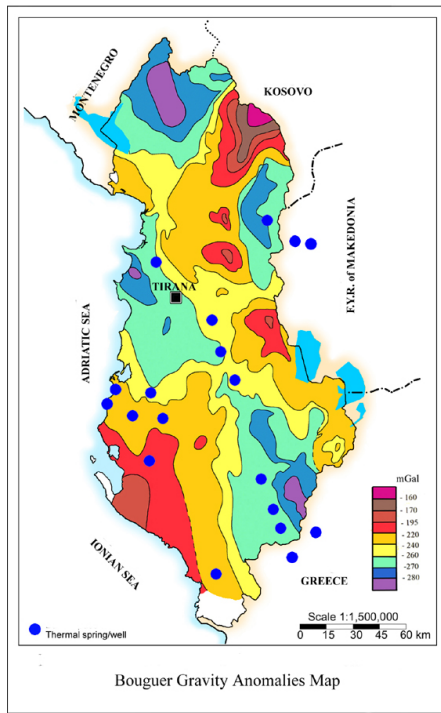 MONTENEGRO
KOSOVO
F.Y.R. of MAKEDONIA
TIRANA
ADRIATIC SEA
IONIAN SEA
GREECE
mGal
- 160
- 170
- 195
- 220
- 240
- 260
- 270
- 280
Scale 1:1,500,000
0 15 30 45 60 km
Thermal spring/well
Bouguer Gravity Anomalies Map